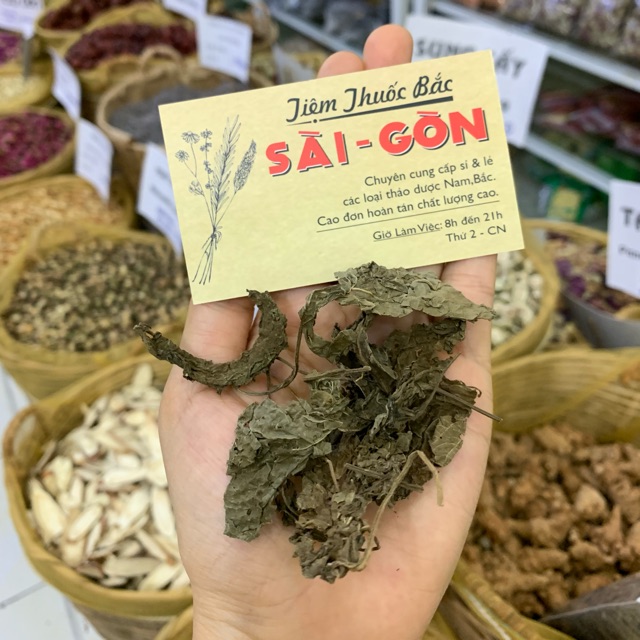 Tiệm Thuốc Bắc
SÀI-GÒN
Chuyên cung cấp sỉ & lẻ
các loại thảo dược Nam,Bắc.
Cao đơn hoàn tán chất lượng cao.
Giờ Làm Việc: 8h đến 21h
Thứ 2 - CN